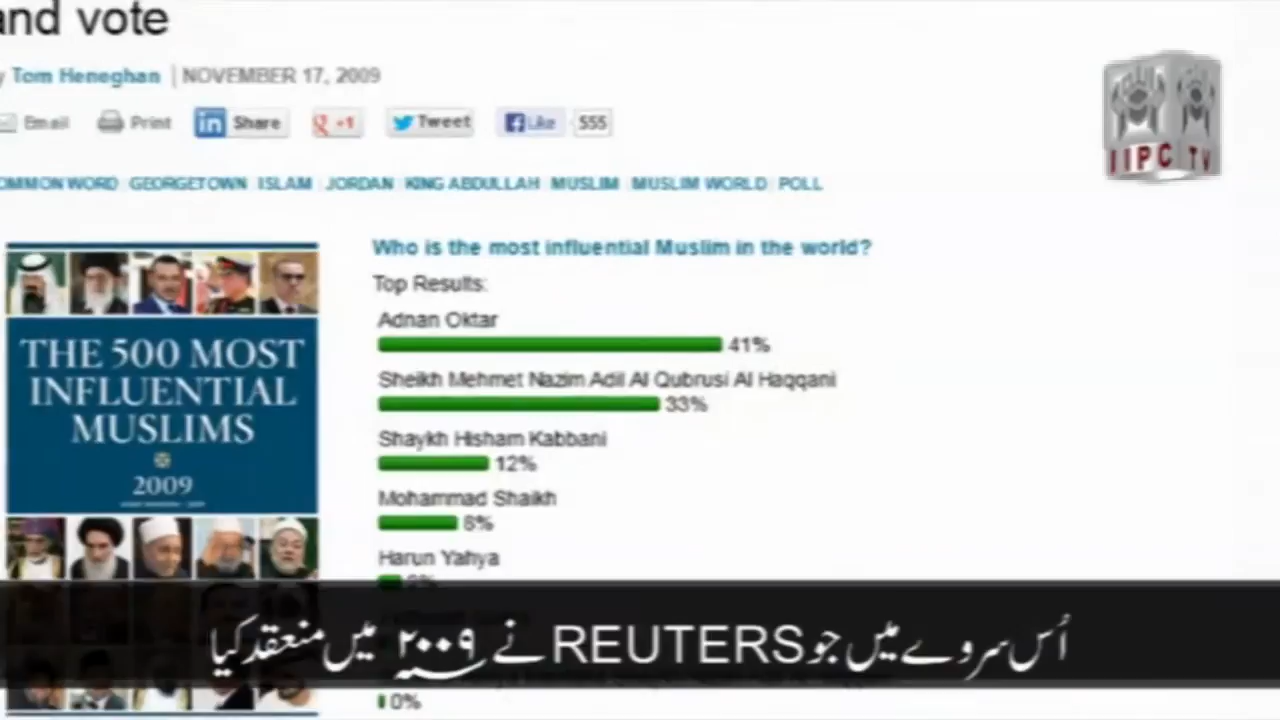 and vote
Tom Heneghan | NOVEMBER 17, 2009
Email Print Share +1 Tweet Like 555
OMMON WORD GEORGETOWN ISLAM JORDAN KING ABDULLAH MUSLIM MUSLIM WORLD POLL
IIPC TV
THE 500 MOST
INFLUENTIAL
MUSLIMS
2009
Who is the most influential Muslim in the world?
Top Results:
Adnan Oktar
41%
Sheikh Mehmet Nazim Adil Al Qubrusi Al Haqqani
33%
Shaykh Hisham Kabbani
12%
Mohammad Shaikh
8%
Harun Yahya
اُس سروے میں جو REUTERS نے ۲۰۰۹؁ میں منعقد کیا
0%